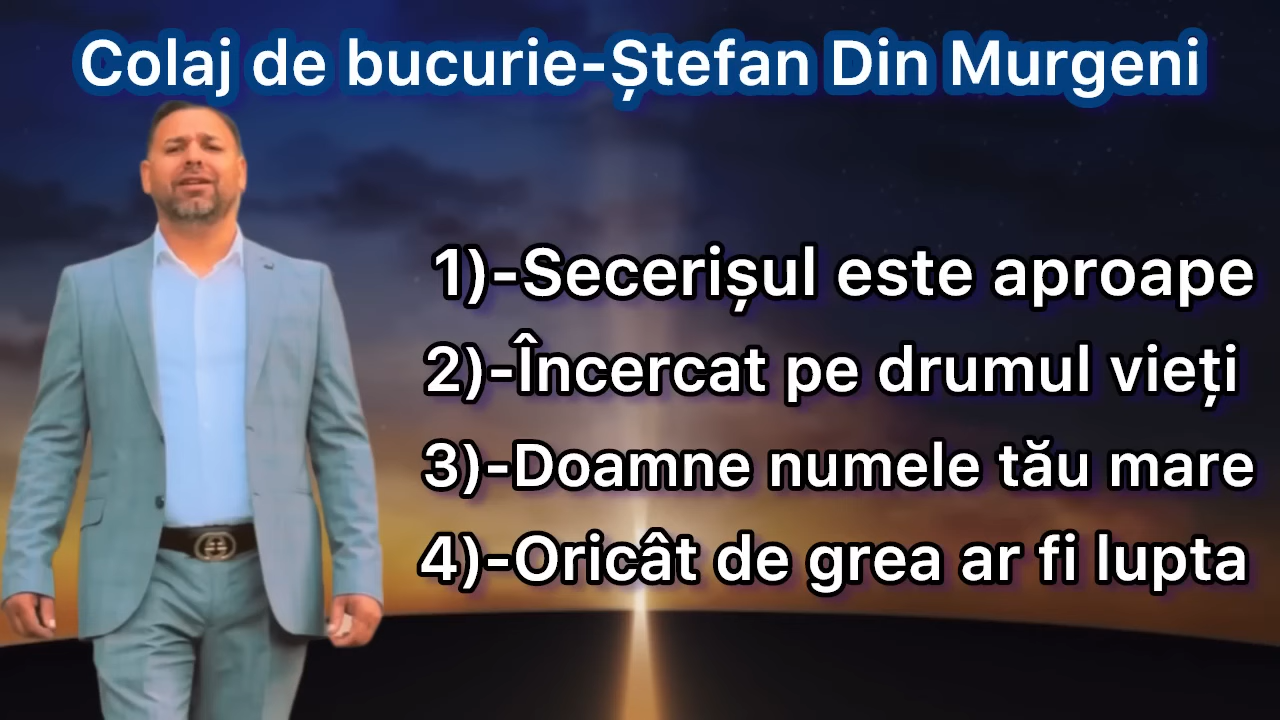 Colaj de bucurie-Ștefan Din Murgeni
1)-Secerișul este aproape
2)-Încercat pe drumul vieți
3)-Doamne numele tău mare
4)-Oricât de grea ar fi lupta